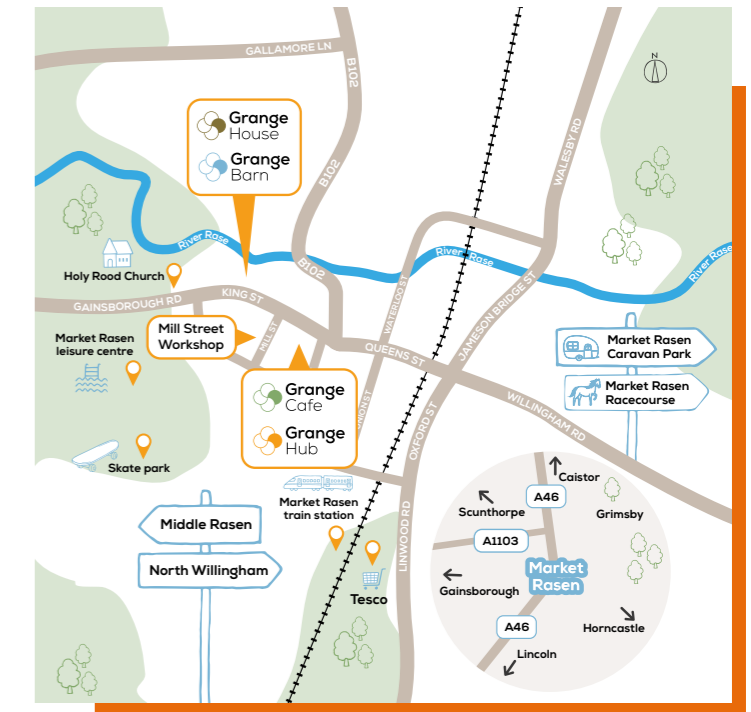 GALLAMORE LN
B102
N
Grange
House
Grange
Barn
B102
WALESBY RD
River Rase
River Rase
River Rase
Holy Rood Church
B102
GAINSBOROUGH RD
KING ST
WATERLOO ST
JAMESON BRIDGE ST
Mill Street
Workshop
MILL ST
Market Rasen
leisure centre
QUEENS ST
Market Rasen
Caravan Park
Market Rasen
Racecourse
Grange
Cafe
Grange
Hub
UNION ST
OXFORD ST
WILLINGHAM RD
Skate park
Market Rasen
train station
LINWOOD RD
Middle Rasen
North Willingham
Tesco
Caistor
A46
Scunthorpe
Grimsby
A1103
Market
Rasen
Gainsborough
A46
Horncastle
Lincoln